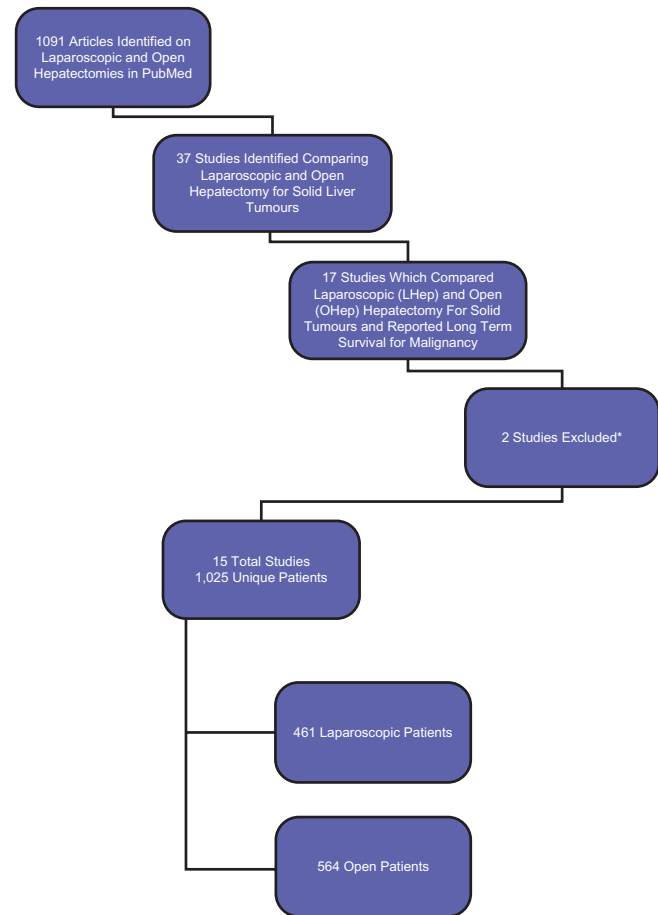 1091 Articles Identified on
Laparoscopic and Open
Hepatectomies in PubMed
37 Studies Identified Comparing
Laparoscopic and Open
Hepatectomy for Solid Liver
Tumours
17 Studies Which Compared
Laparoscopic (LHep) and Open
(OHep) Hepatectomy For Solid
Tumours and Reported Long Term
Survival for Malignancy
2 Studies Excluded*
15 Total Studies
1,025 Unique Patients
461 Laparoscopic Patients
564 Open Patients